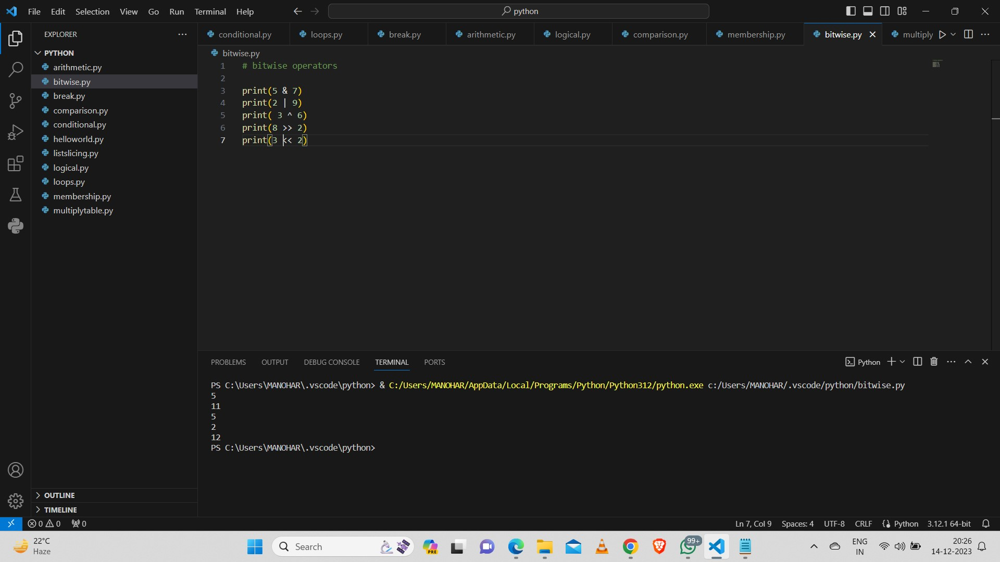 File Edit Selection View Go Run Terminal Help
python
EXPLORER
PYTHON
arithmetic.py
bitwise.py
break.py
comparison.py
conditional.py
helloworld.py
listslicing.py
logical.py
loops.py
membership.py
multiplytable.py
OUTLINE
TIMELINE
conditional.py loops.py break.py arithmetic.py logical.py comparison.py membership.py bitwise.py multiply
bitwise.py
1 # bitwise operators
2
3 print(5 & 7)
4 print(2 | 9)
5 print( 3 ^ 6)
6 print(8 >> 2)
7 print(3 << 2)
PROBLEMS OUTPUT DEBUG CONSOLE TERMINAL PORTS
Python
PS C:\Users\MANOHAR\.vscode\python> & C:/Users/MANOHAR/AppData/Local/Programs/Python/Python312/python.exe c:/Users/MANOHAR/.vscode/python/bitwise.py
5
11
5
2
12
PS C:\Users\MANOHAR\.vscode\python>
0 0 0
Ln 7, Col 9 Spaces: 4 UTF-8 CRLF Python 3.12.1 64-bit
22°C
Haze
Search
PRE
99+
ENG
IN
20:26
14-12-2023